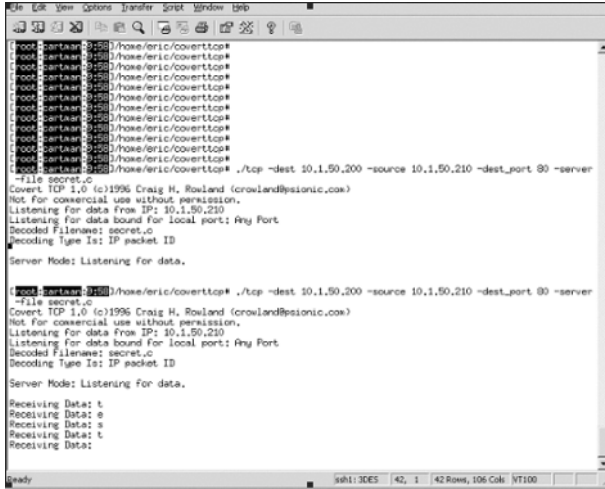 File Edit View Options Transfer Script Window Help
[root:cartman:9:58]/home/eric/coverttcp#
[root:cartman:9:58]/home/eric/coverttcp#
[root:cartman:9:58]/home/eric/coverttcp#
[root:cartman:9:58]/home/eric/coverttcp#
[root:cartman:9:58]/home/eric/coverttcp#
[root:cartman:9:58]/home/eric/coverttcp#
[root:cartman:9:58]/home/eric/coverttcp#
[root:cartman:9:58]/home/eric/coverttcp#
[root:cartman:9:58]/home/eric/coverttcp#
[root:cartman:9:58]/home/eric/coverttcp#
[root:cartman:9:58]/home/eric/coverttcp# ./tcp -dest 10.1.50.200 -source 10.1.50.210 -dest_port 80 -server
-file secret.c
Covert TCP 1.0 (c)1996 Craig H. Rowland (crowland@psionic.com)
Not for commercial use without permission.
Listening for data from IP: 10.1.50.210
Listening for data bound for local port: Any Port
Decoded Filename: secret.c
Decoding Type Is: IP packet ID
Server Mode: Listening for data.
[root:cartman:9:58]/home/eric/coverttcp# ./tcp -dest 10.1.50.200 -source 10.1.50.210 -dest_port 80 -server
-file secret.c
Covert TCP 1.0 (c)1996 Craig H. Rowland (crowland@psionic.com)
Not for commercial use without permission.
Listening for data from IP: 10.1.50.210
Listening for data bound for local port: Any Port
Decoded Filename: secret.c
Decoding Type Is: IP packet ID
Server Mode: Listening for data.
Receiving Data: t
Receiving Data: e
Receiving Data: s
Receiving Data: t
Receiving Data:
Ready ssh1: 3DES 42, 1 42 Rows, 106 Cols VT100